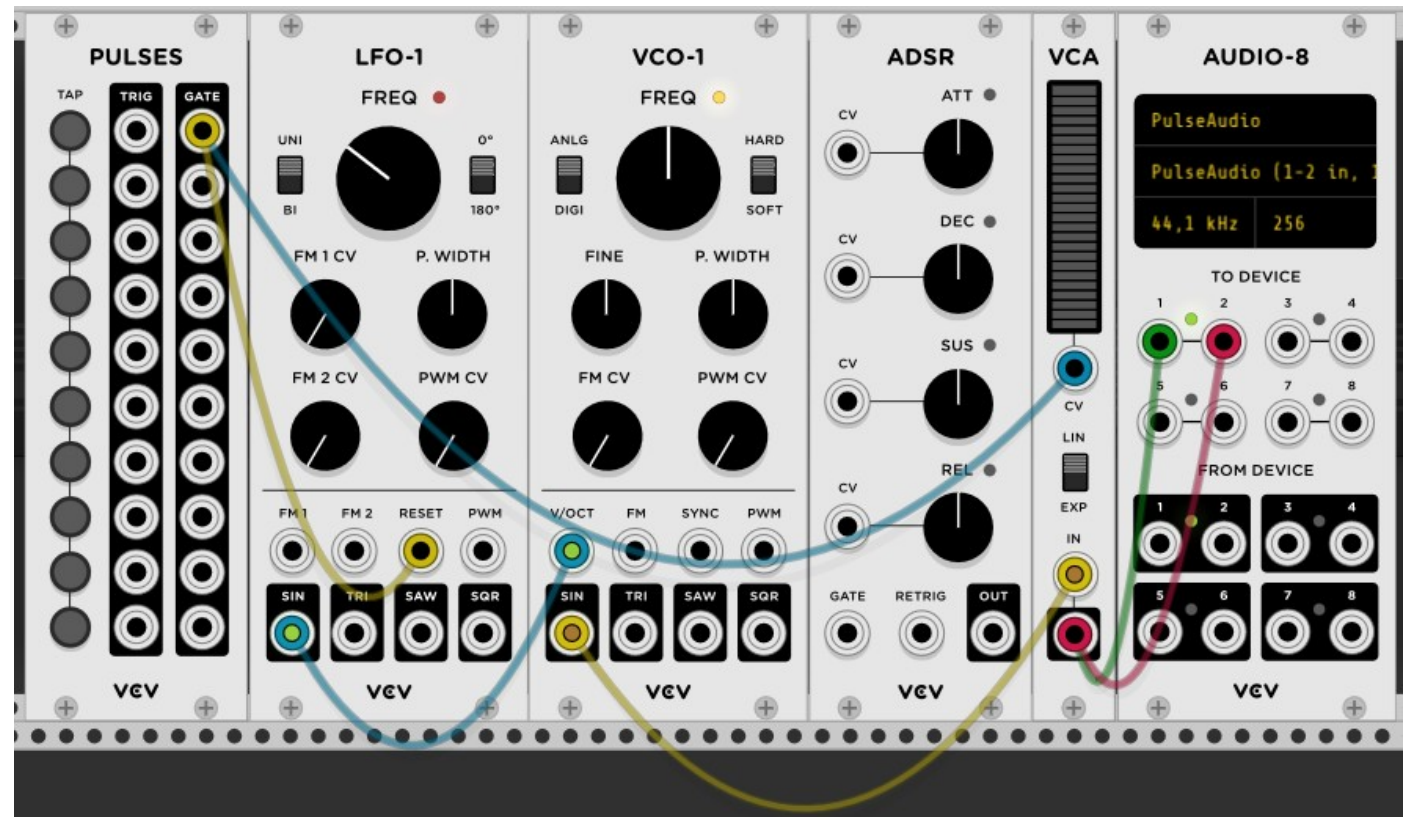 PULSES
TAP
TRIG
GATE
VCV
LFO-1
FREQ
UNI
BI
0°
180°
FM 1 CV
P. WIDTH
FM 2 CV
PWM CV
FM 1
FM 2
RESET
PWM
SIN
TRI
SAW
SQR
VCV
VCO-1
FREQ
ANLG
DIGI
HARD
SOFT
FINE
P. WIDTH
FM CV
PWM CV
V/OCT
FM
SYNC
PWM
SIN
TRI
SAW
SQR
VCV
ADSR
ATT
CV
DEC
CV
SUS
CV
REL
CV
GATE
RETRIG
OUT
VCV
VCA
CV
LIN
EXP
IN
AUDIO-8
PulseAudio
PulseAudio (1-2 in,
44,1 kHz
256
TO DEVICE
1
2
3
4
5
6
7
8
FROM DEVICE
1
2
3
4
5
6
7
8
VCV